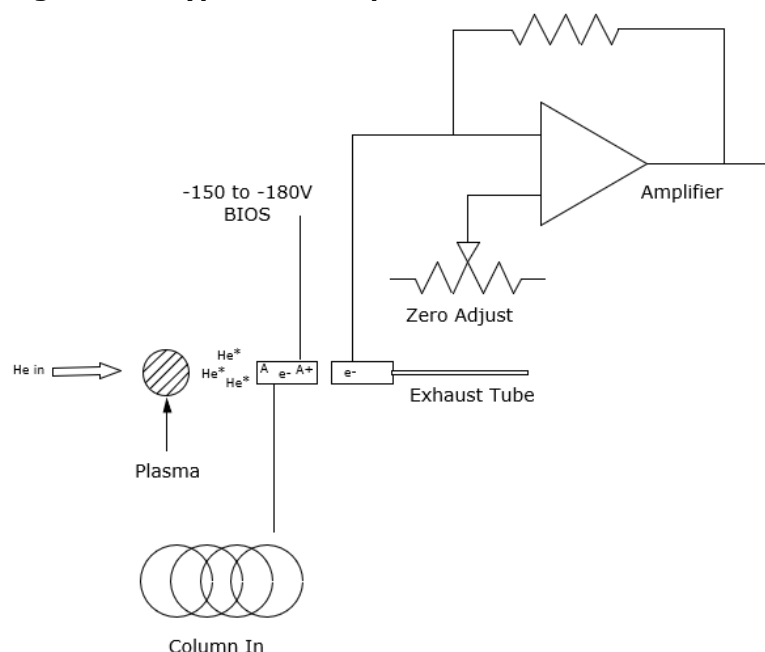 -150 to -180V
BIOS
Amplifier
Zero Adjust
He in
He*
He*
He*
A
e-
A+
e-
Exhaust Tube
Plasma
Column In